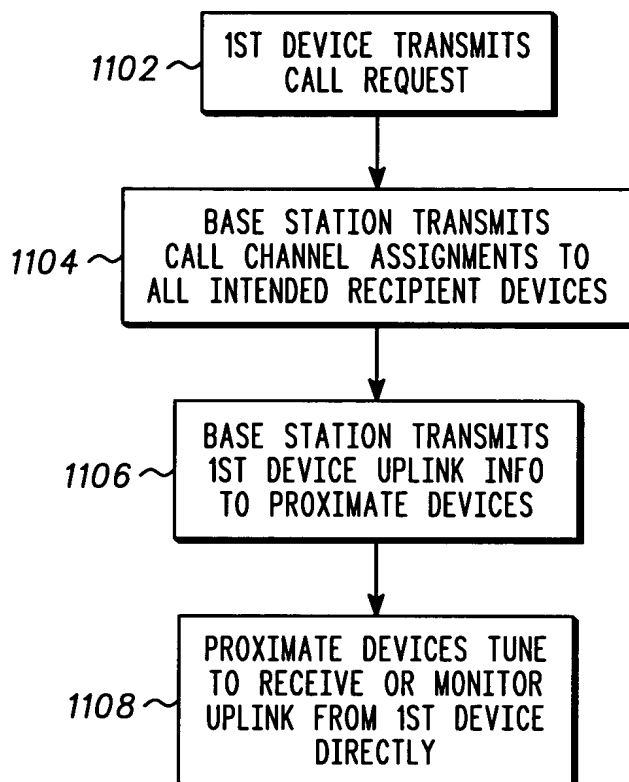 1102
1ST DEVICE TRANSMITS
CALL REQUEST
1104
BASE STATION TRANSMITS
CALL CHANNEL ASSIGNMENTS TO
ALL INTENDED RECIPIENT DEVICES
1106
BASE STATION TRANSMITS
1ST DEVICE UPLINK INFO
TO PROXIMATE DEVICES
1108
PROXIMATE DEVICES TUNE
TO RECEIVE OR MONITOR
UPLINK FROM 1ST DEVICE
DIRECTLY